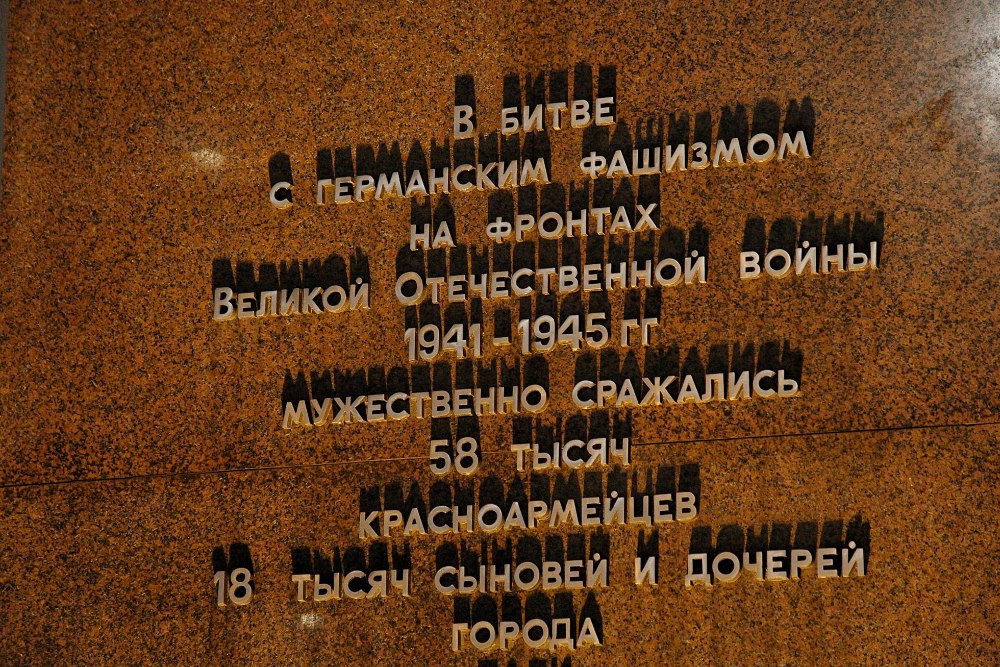 В БИТВЕ
С ГЕРМАНСКИМ ФАШИЗМОМ
НА ФРОНТАХ
ВЕЛИКОЙ ОТЕЧЕСТВЕННОЙ ВОЙНЫ
1941-1945 ГГ
МУЖЕСТВЕННО СРАЖАЛИСЬ
58 ТЫСЯЧ
КРАСНОАРМЕЙЦЕВ
18 ТЫСЯЧ СЫНОВЕЙ И ДОЧЕРЕЙ
ГОРОДА